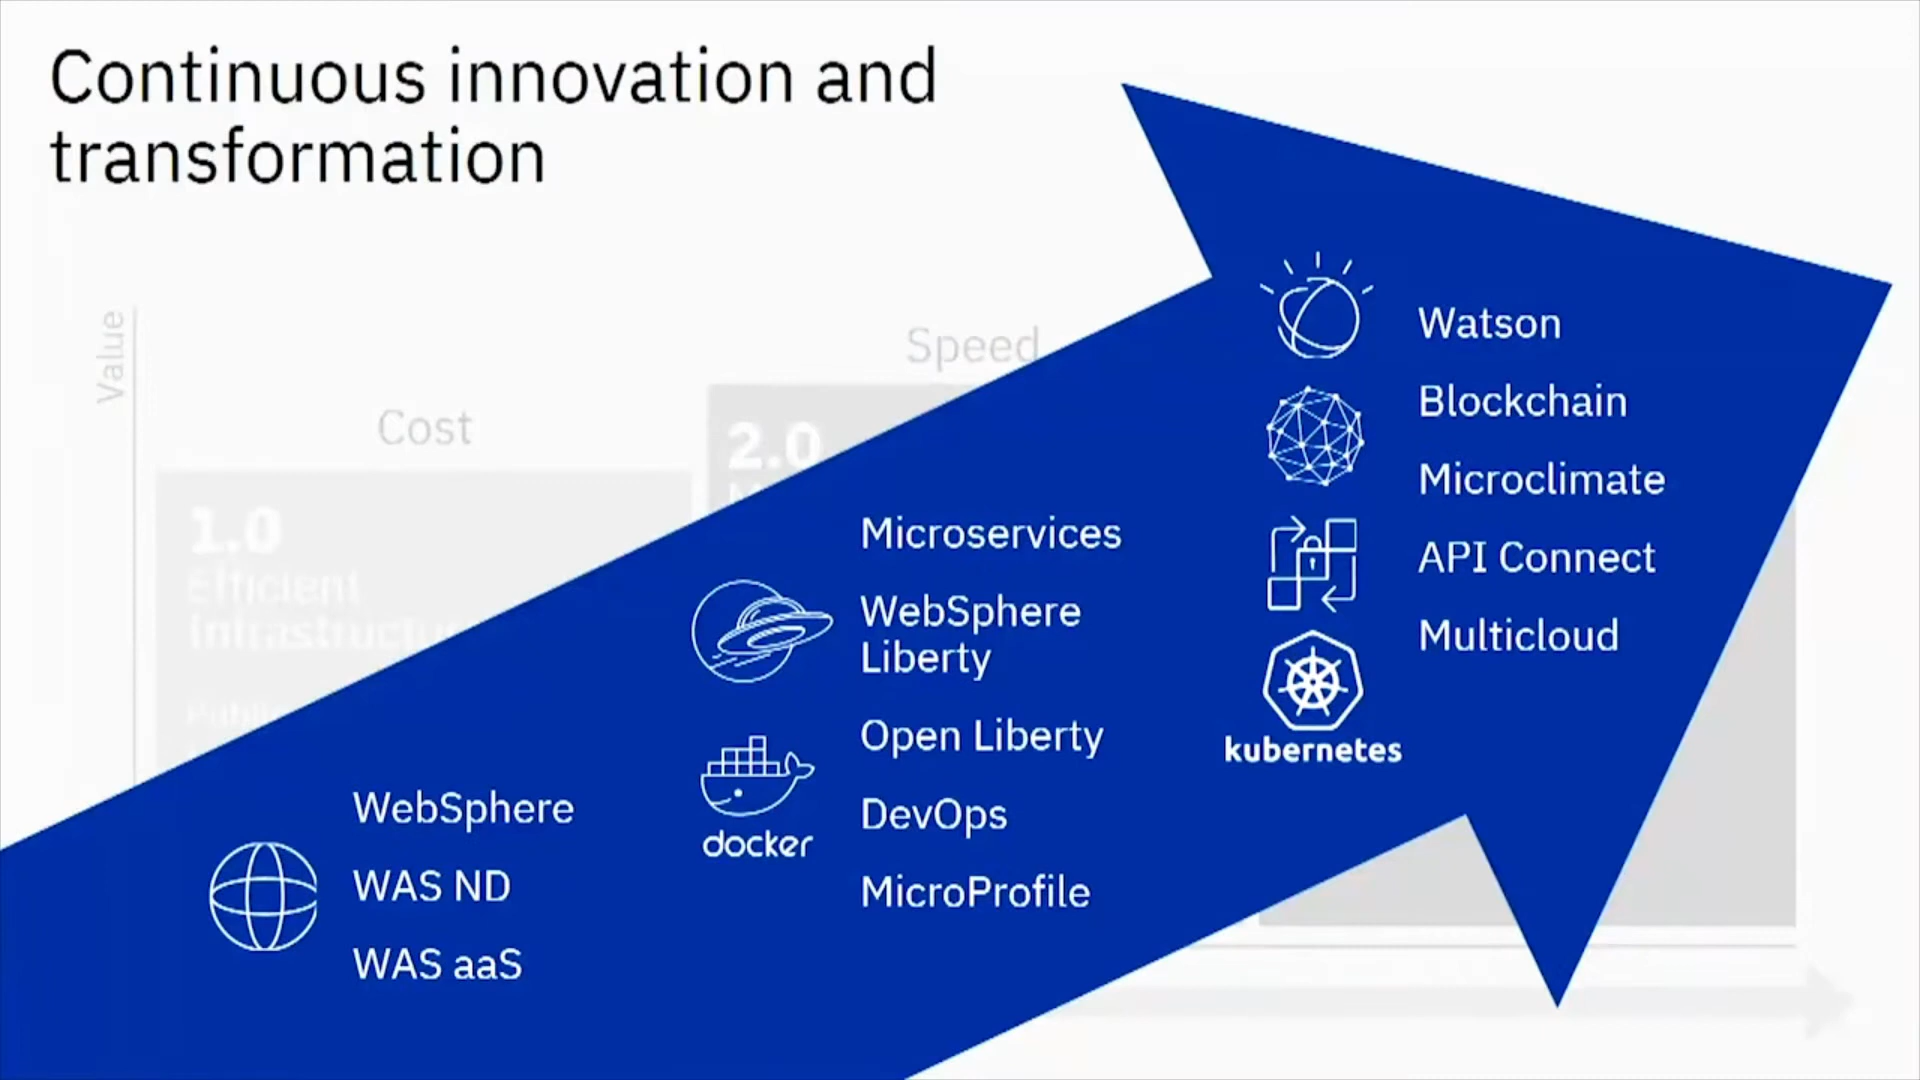 Continuous innovation and
transformation
Value
Cost
Speed
1.0
Efficient
2.0
WebSphere
WAS ND
WAS aaS
docker
Microservices
WebSphere
Liberty
Open Liberty
DevOps
MicroProfile
kubernetes
Watson
Blockchain
Microclimate
API Connect
Multicloud